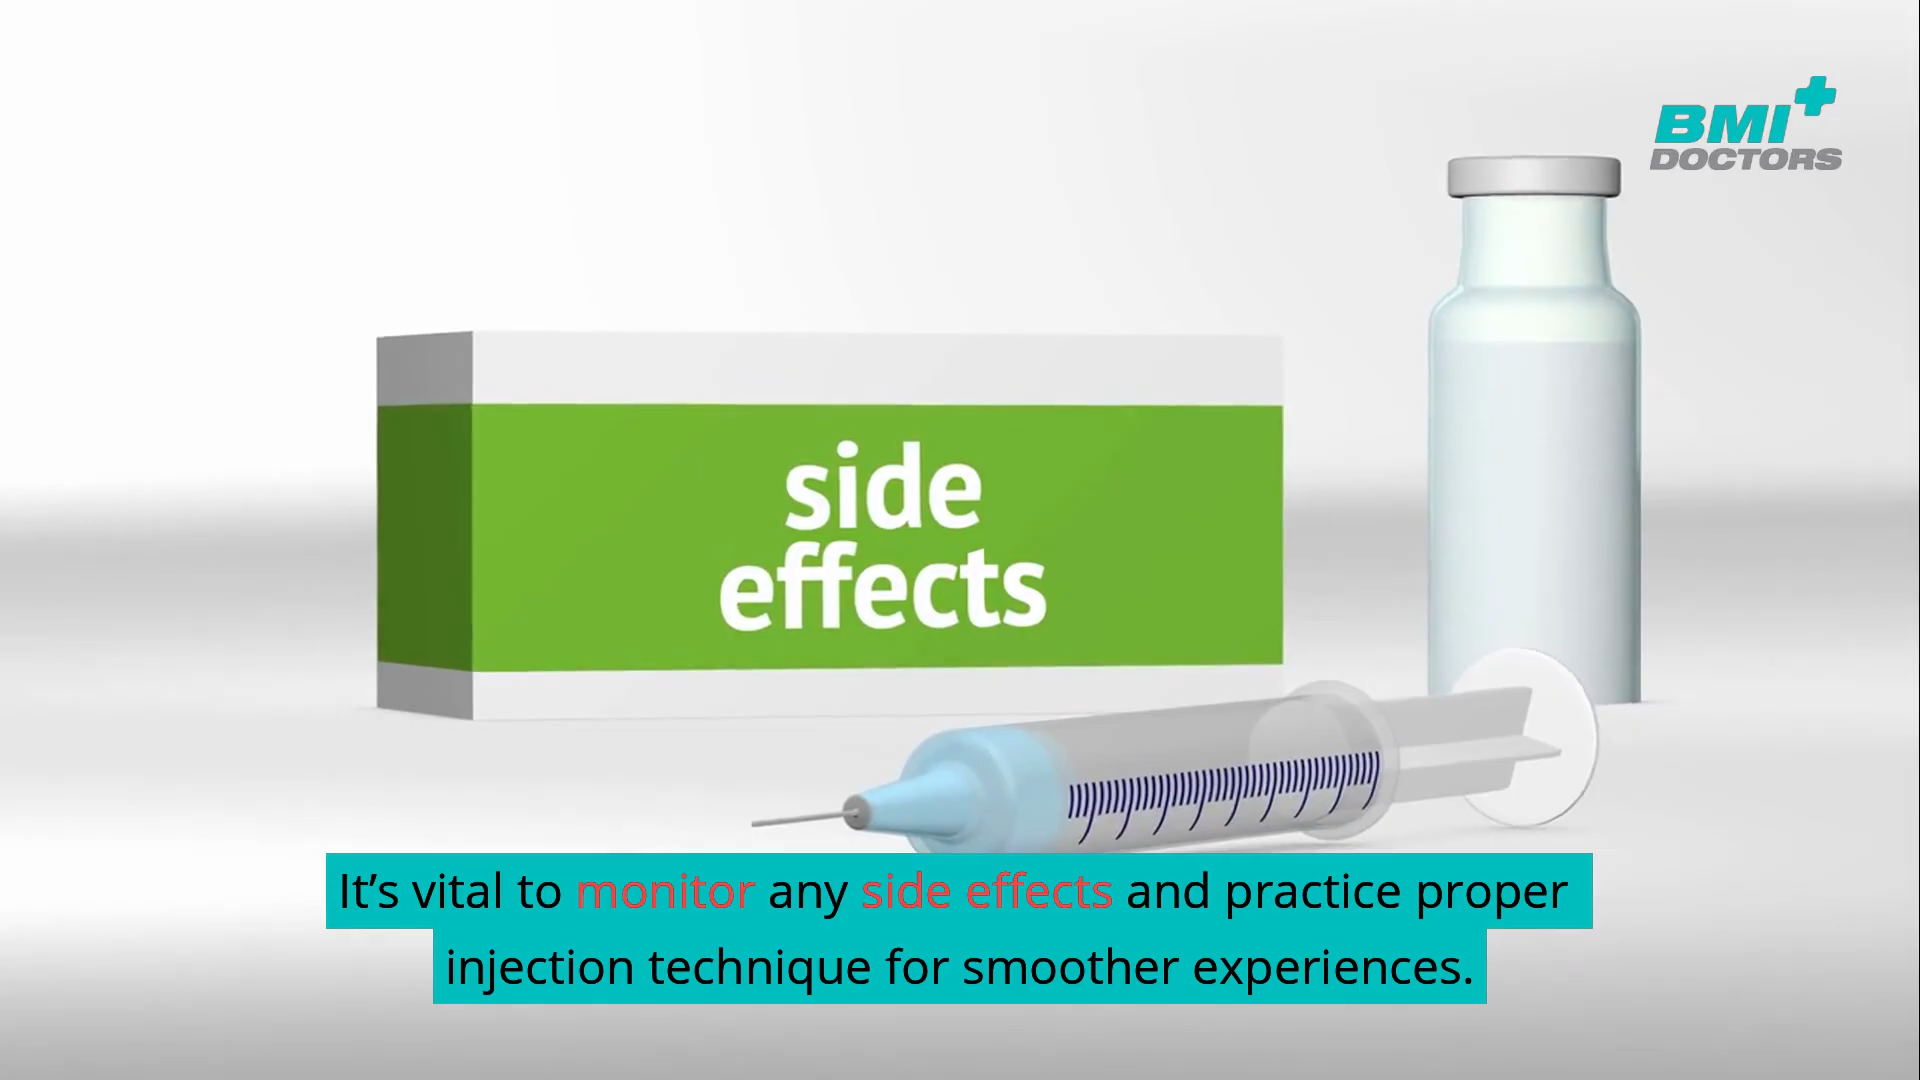 BMI
DOCTORS
side
effects
It’s vital to monitor any side effects and practice proper
injection technique for smoother experiences.